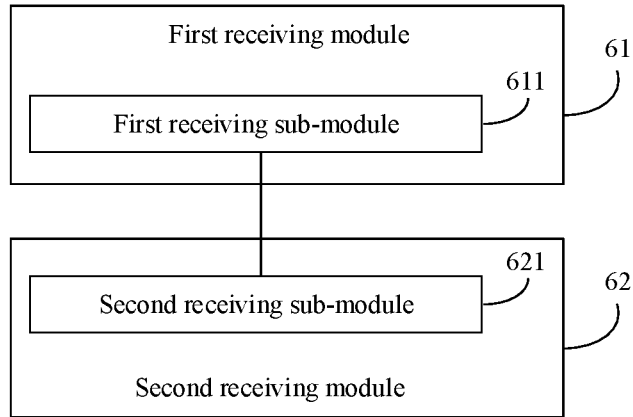 First receiving module
61
611
First receiving sub-module
621
Second receiving sub-module
62
Second receiving module